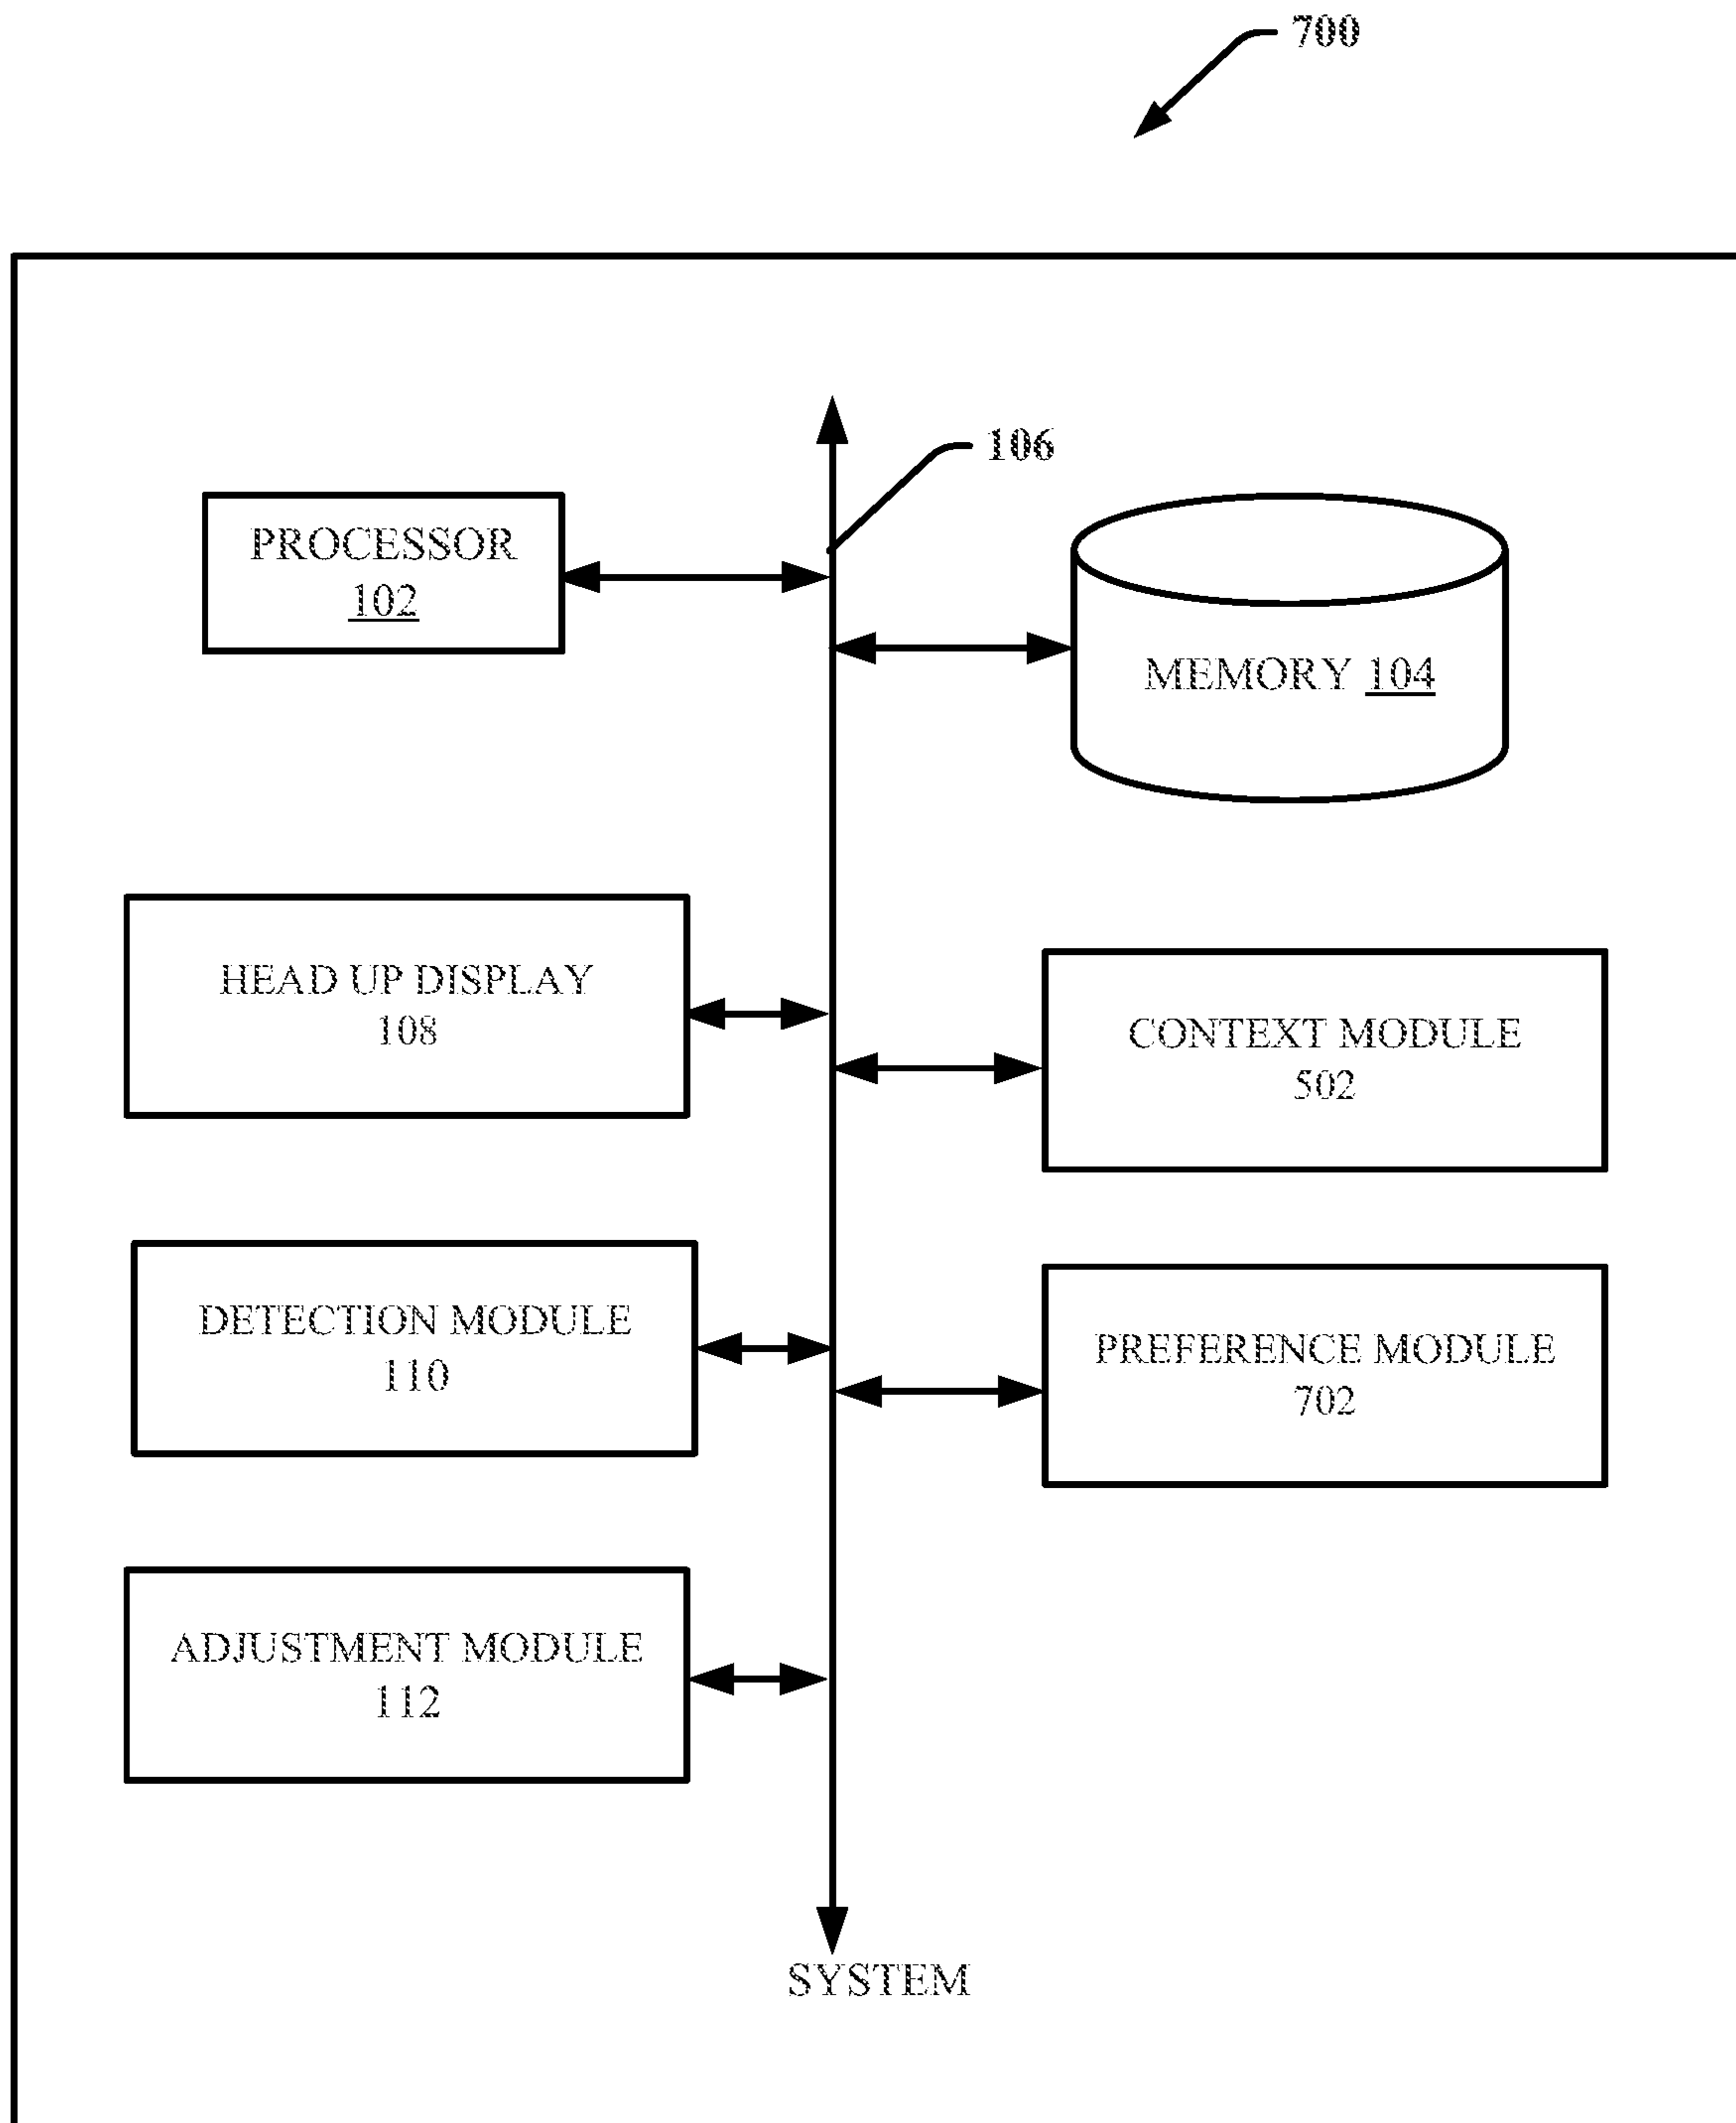 700
106
PROCESSOR
102
MEMORY 104
HEAD UP DISPLAY
108
CONTEXT MODULE
502
DETECTION MODULE
110
PREFERENCE MODULE
702
ADJUSTMENT MODULE
112
SYSTEM